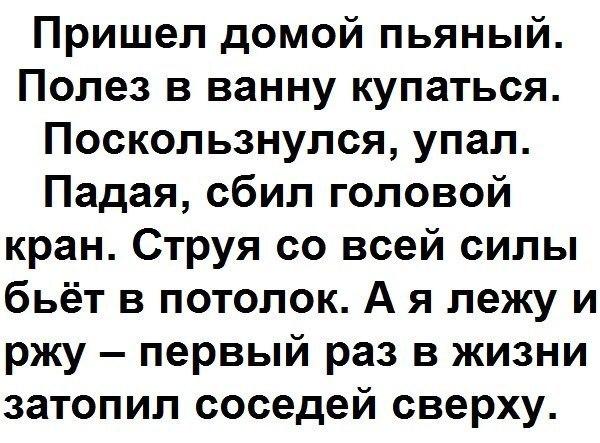 Пришел домой пьяный.
Полез в ванну купаться.
Поскользнулся, упал.
Падая, сбил головой
кран. Струя со всей силы
бьёт в потолок. А я лежу и
ржу – первый раз в жизни
затопил соседей сверху.